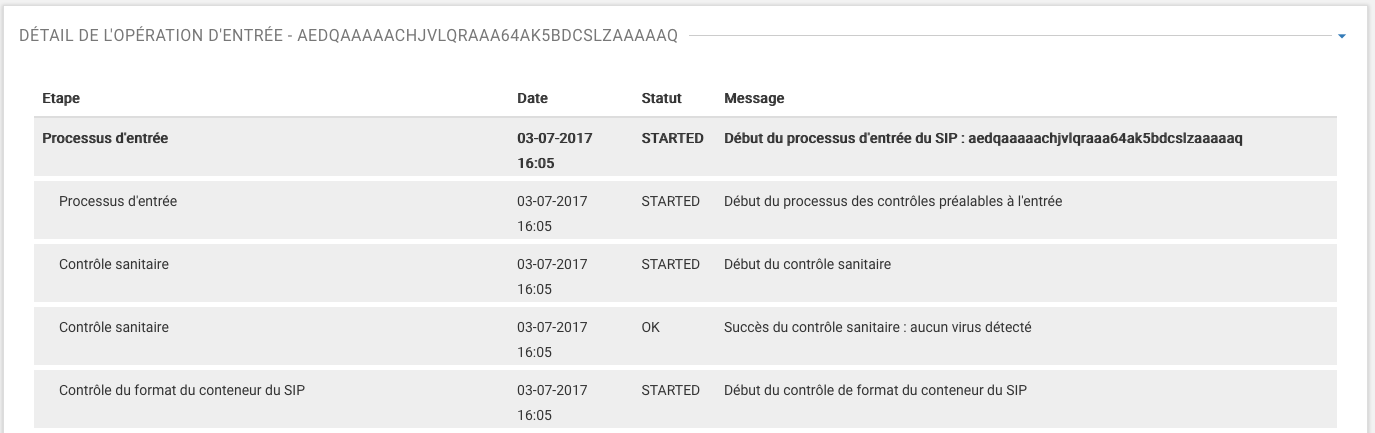 DÉTAIL DE L'OPÉRATION D'ENTRÉE - AEDQAAAAACHJVLQRAAA64AK5BDCSLZAAAAAQ
Etape Date Statut Message
Processus d'entrée 03-07-2017 STARTED Début du processus d'entrée du SIP : aedqaaaaachjvlqraaa64ak5bdcslzaaaaaq
16:05
Processus d'entrée 03-07-2017 STARTED Début du processus des contrôles préalables à l'entrée
16:05
Contrôle sanitaire 03-07-2017 STARTED Début du contrôle sanitaire
16:05
Contrôle sanitaire 03-07-2017 OK Succès du contrôle sanitaire : aucun virus détecté
16:05
Contrôle du format du conteneur du SIP 03-07-2017 STARTED Début du contrôle de format du conteneur du SIP
16:05